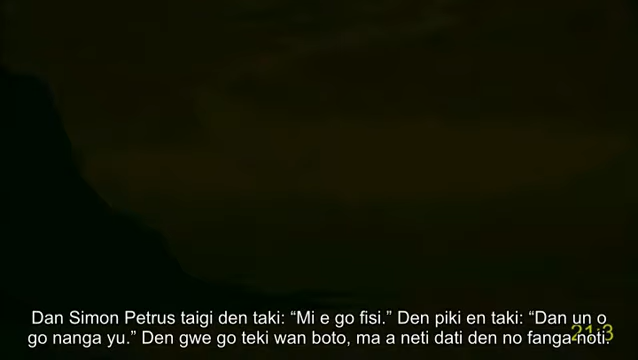 Dan Simon Petrus taigi den taki: “Mi e go fisi.” Den piki en taki: “Dan un o
go nanga yu.” Den gwe go teki wan boto, ma a neti dati den no fanga noti.
21:3